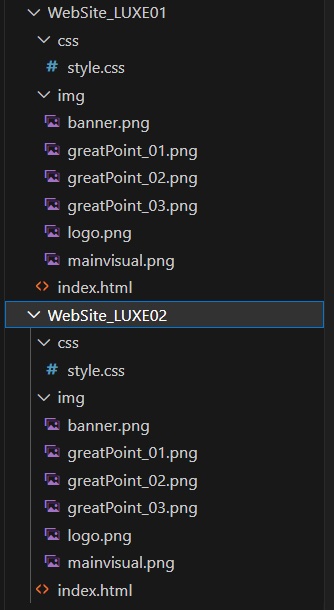 WebSite_LUXE01
css
style.css
img
banner.png
greatPoint_01.png
greatPoint_02.png
greatPoint_03.png
logo.png
mainvisual.png
index.html
WebSite_LUXE02
css
style.css
img
banner.png
greatPoint_01.png
greatPoint_02.png
greatPoint_03.png
logo.png
mainvisual.png
index.html